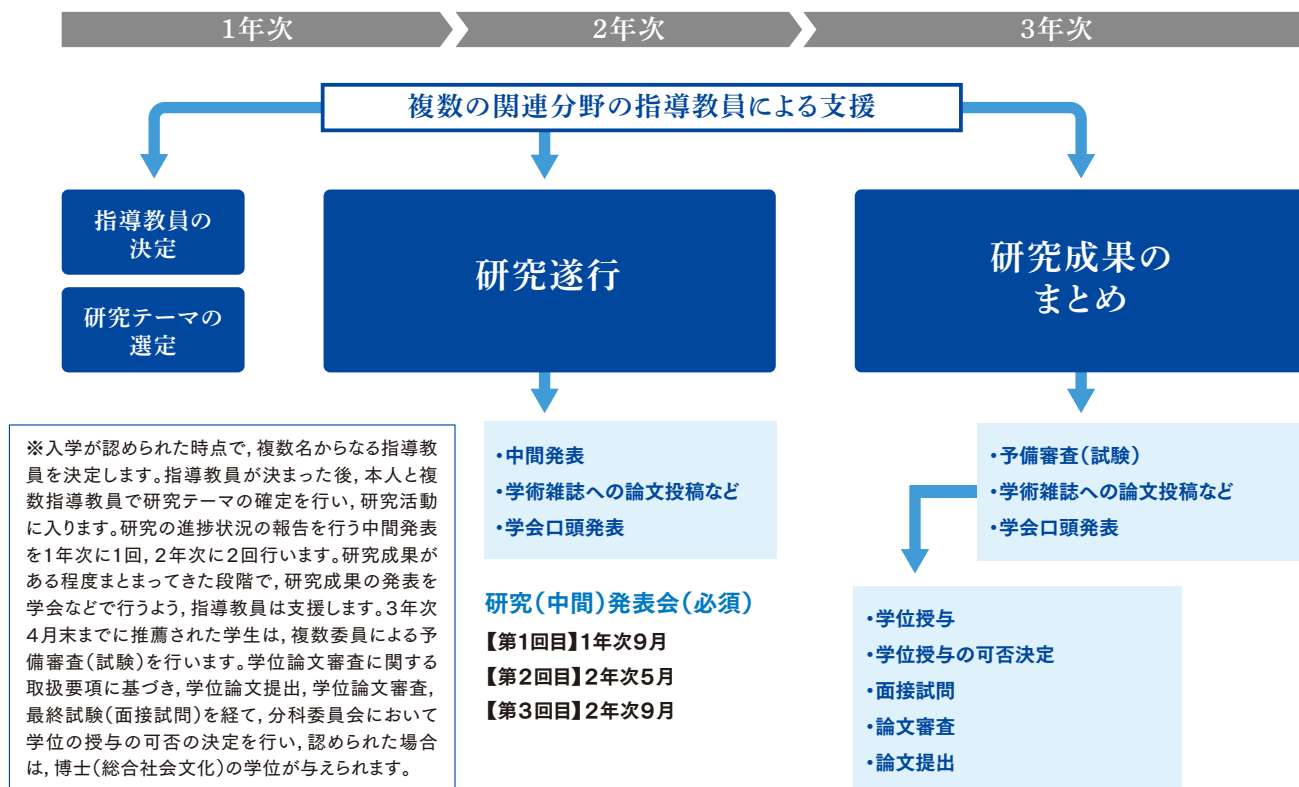 1年次
2年次
3年次
複数の関連分野の指導教員による支援
指導教員の
決定
研究テーマの
選定
研究遂行
研究成果の
まとめ
※入学が認められた時点で，複数名からなる指導教
員を決定します。指導教員が決まった後，本人と複
数指導教員で研究テーマの確定を行い，研究活動
に入ります。研究の進捗状況の報告を行う中間発表
を1年次に1回，2年次に2回行います。研究成果が
ある程度まとまってきた段階で，研究成果の発表を
学会などで行うよう，指導教員は支援します。3年次
4月末までに推薦された学生は，複数委員による予
備審査（試験）を行います。学位論文審査に関する
取扱要項に基づき，学位論文提出，学位論文審査，
最終試験（面接試問）を経て，分科委員会において
学位の授与の可否の決定を行い，認められた場合
は，博士（総合社会文化）の学位が与えられます。
・中間発表
・学術雑誌への論文投稿など
・学会口頭発表
研究（中間）発表会（必須）
【第1回目】1年次9月
【第2回目】2年次5月
【第3回目】2年次9月
・予備審査（試験）
・学術雑誌への論文投稿など
・学会口頭発表
・学位授与
・学位授与の可否決定
・面接試問
・論文審査
・論文提出